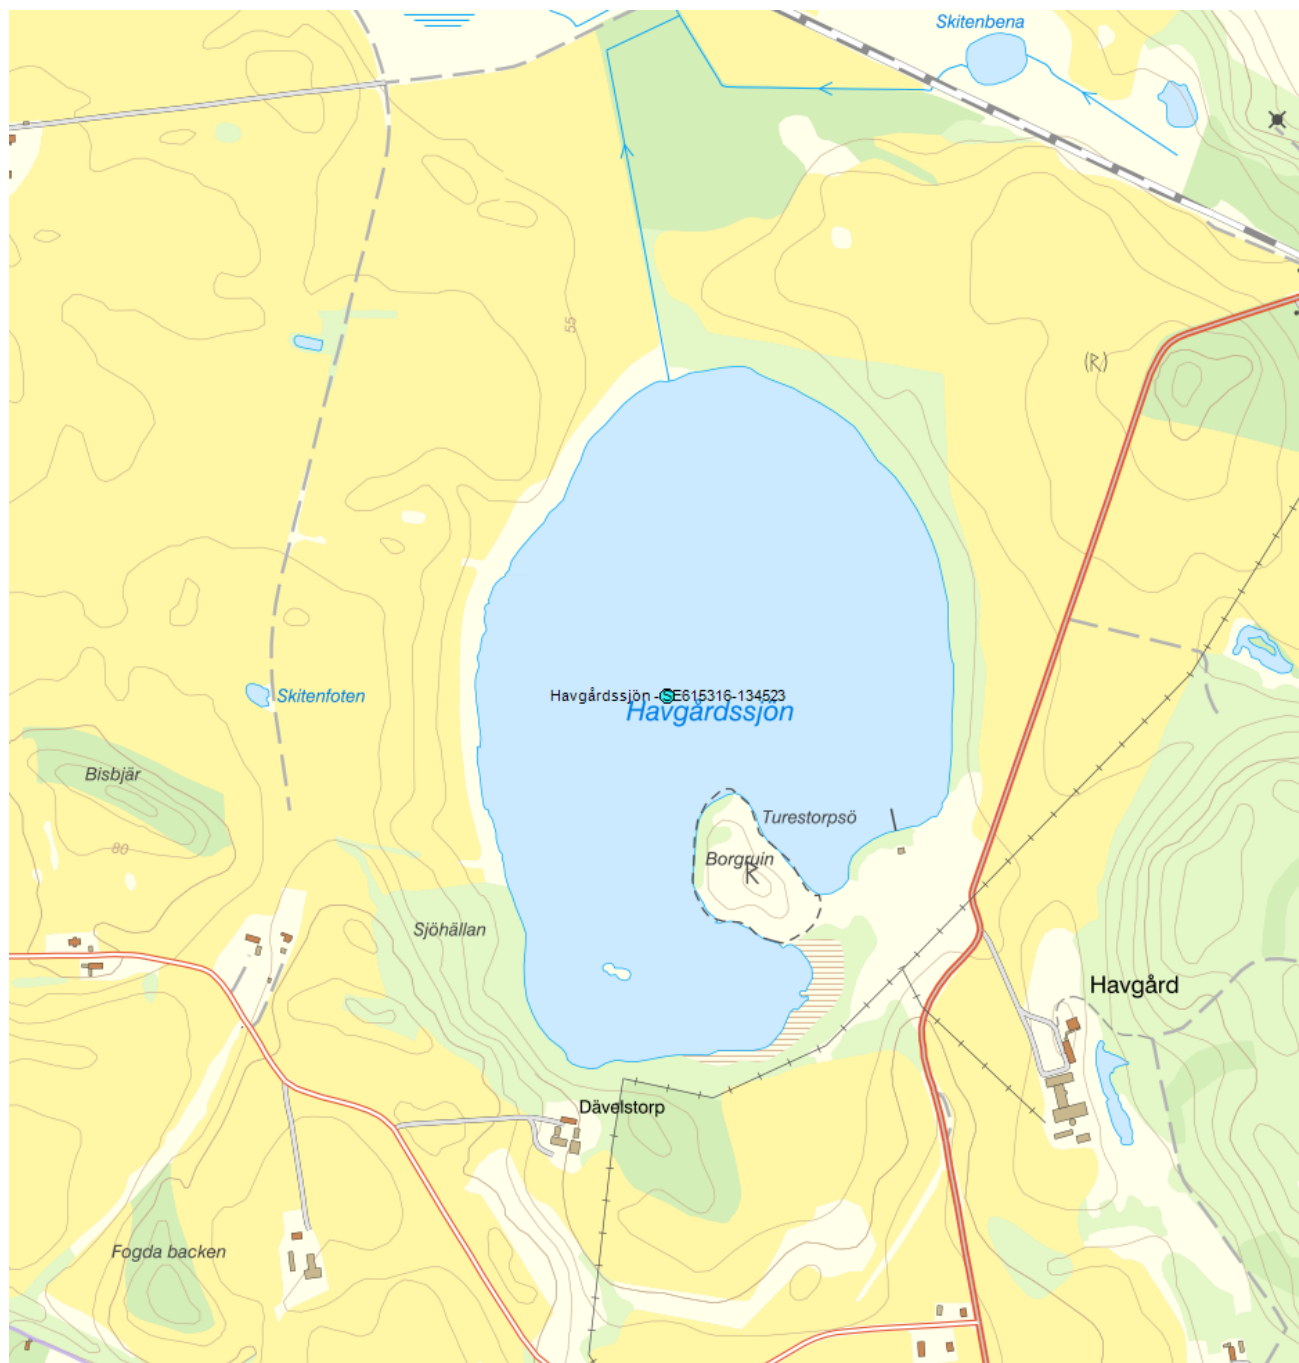 Skitenbena
55
(R)
Havgårdssjön - SE615316-134523
Havgårdssjön
Skitenfoten
Bisbjär
Turestorpsö
80
Borgruin
R
Sjöhällan
Havgård
Dävelstorp
Fogda backen